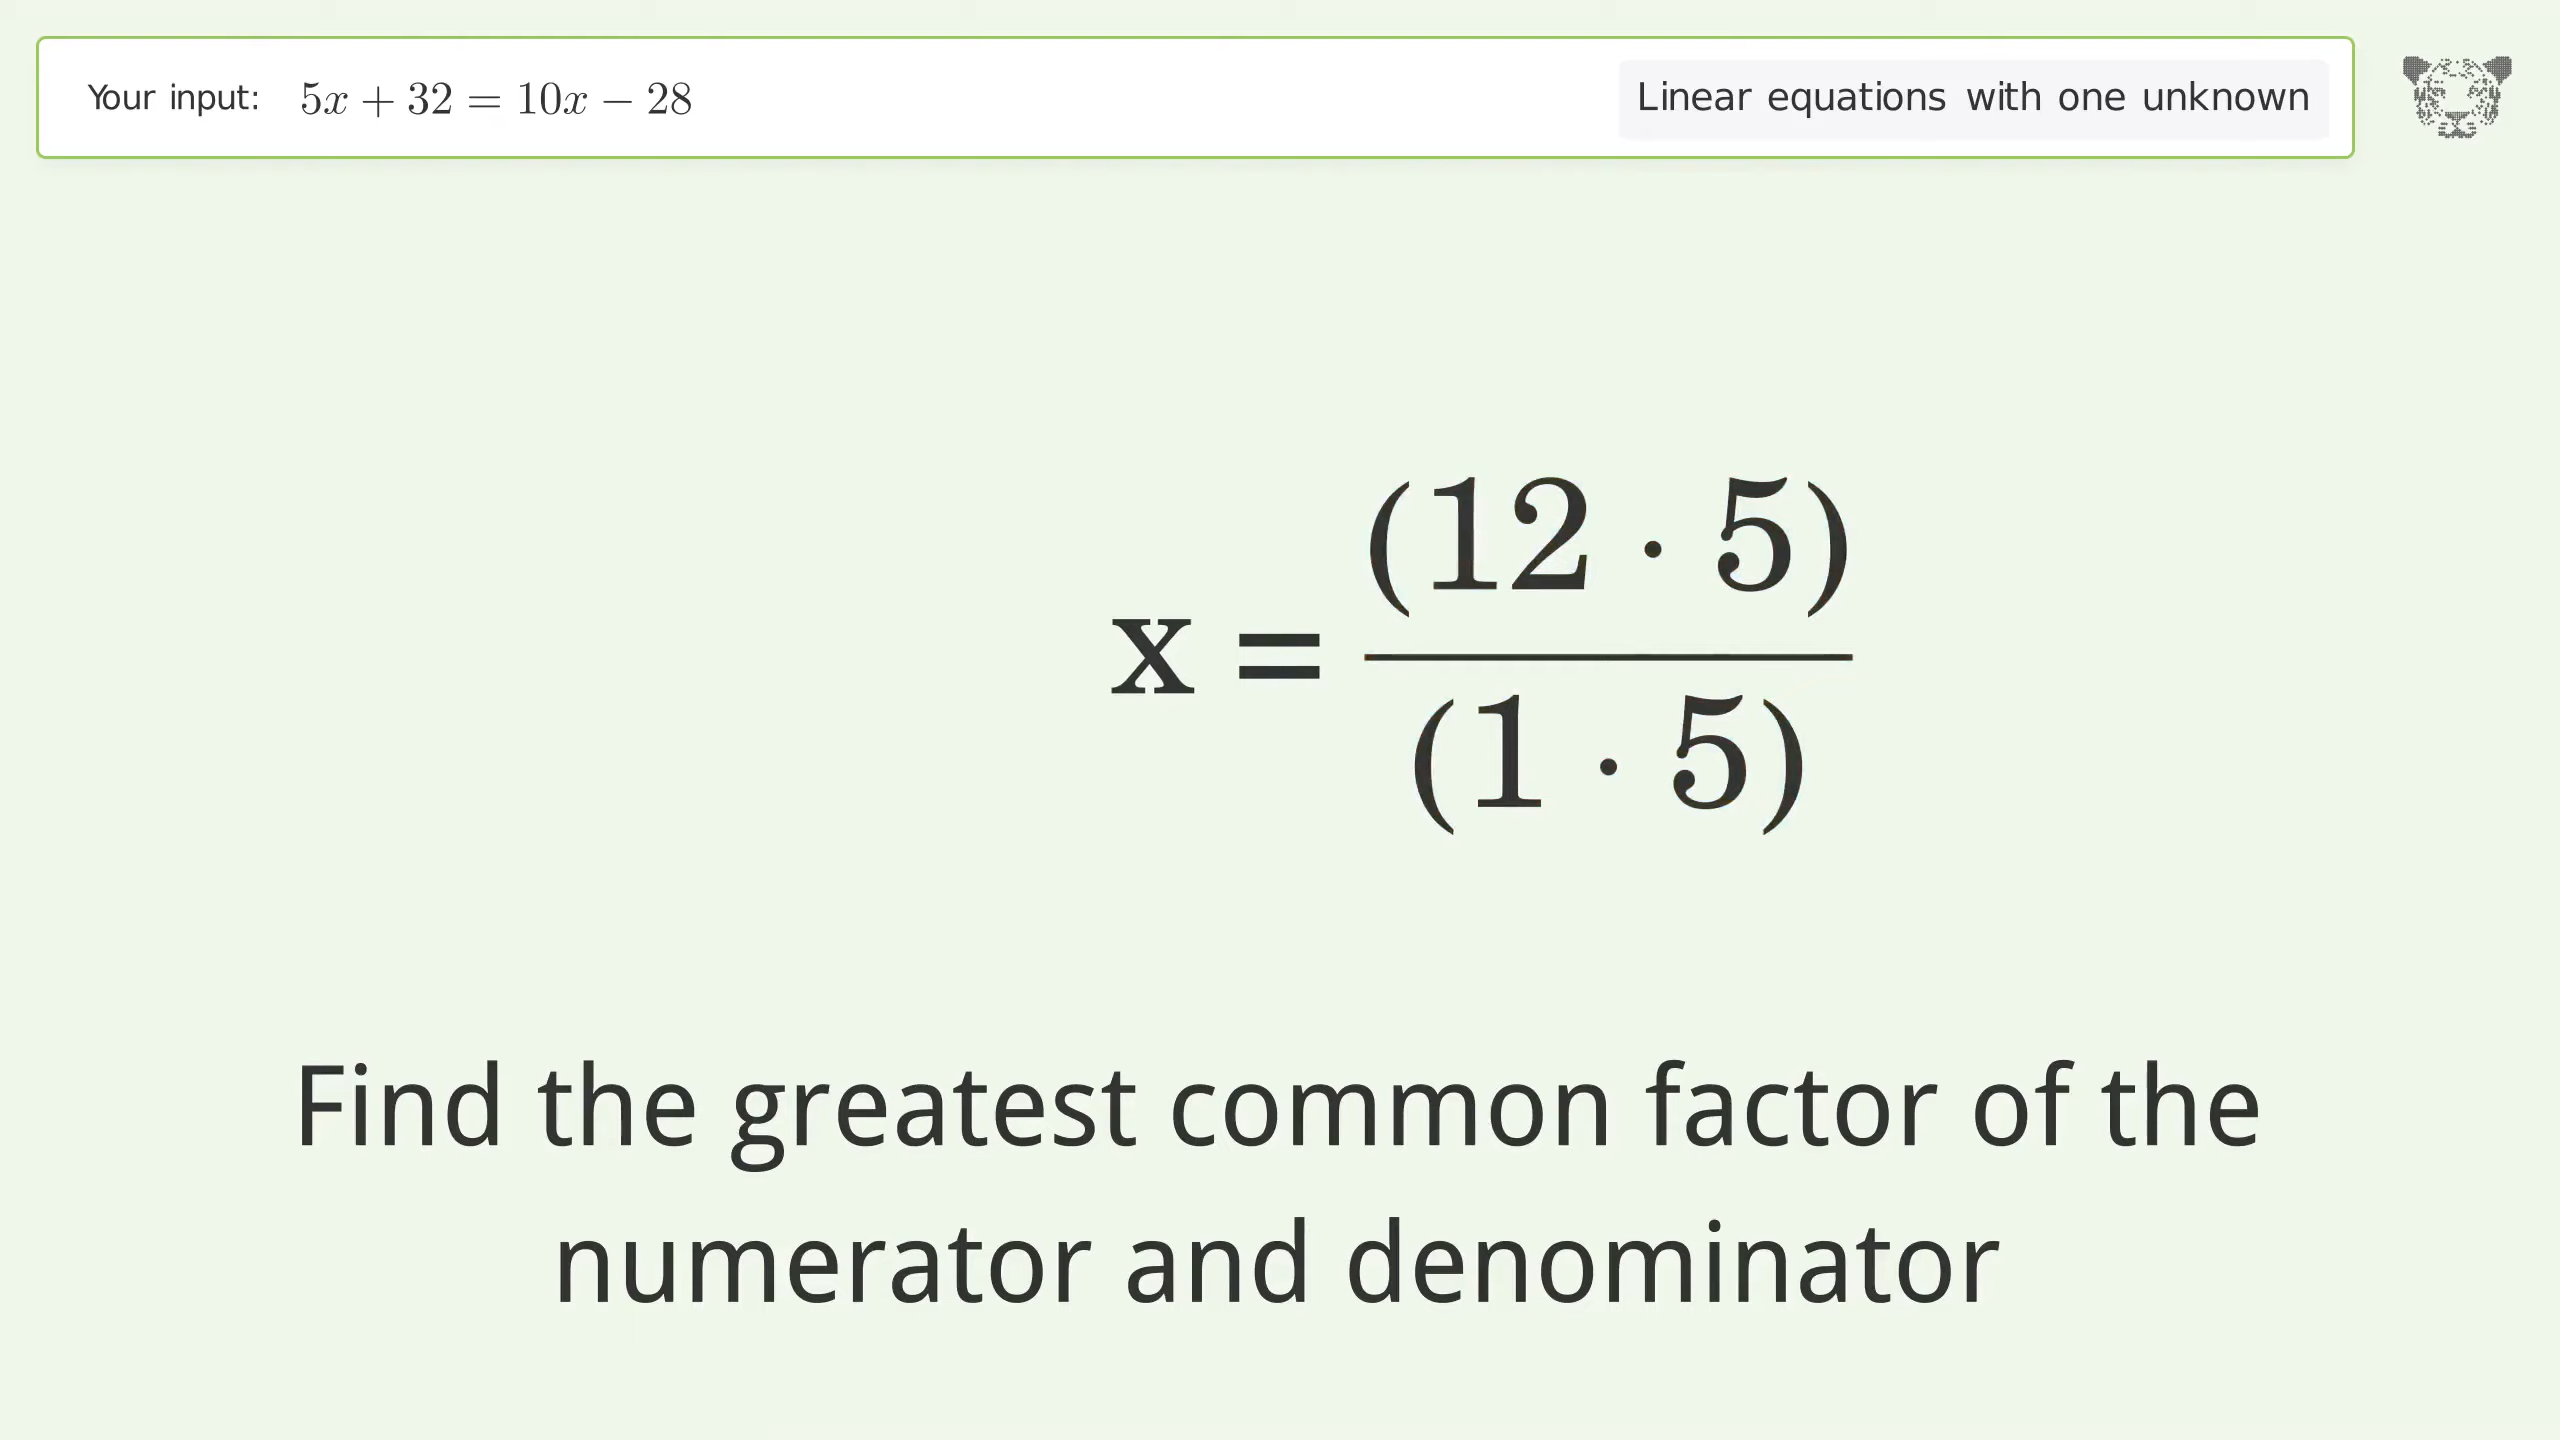 Your input: 5x + 32 = 10x − 28
Linear equations with one unknown
x = (12 · 5) / (1 · 5)
Find the greatest common factor of the
numerator and denominator